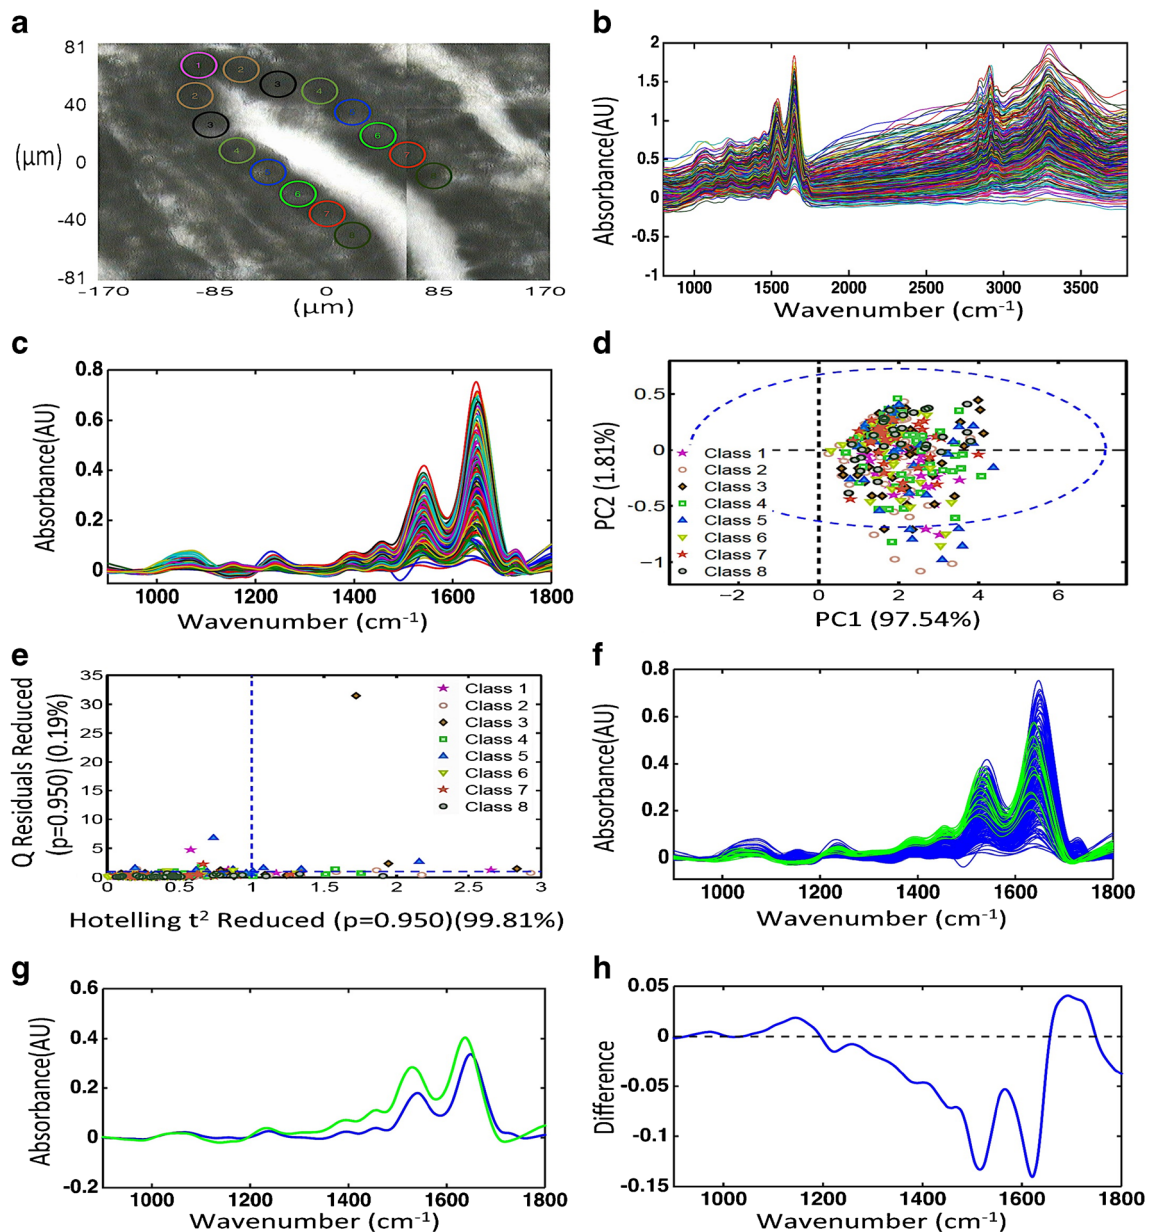 a
81
40
0
-40
-81
(μm)
1
2
3
4
5
6
7
2
3
4
5
6
7
8
-170
-85
0
85
170
(μm)
b
2
1.5
1
0.5
0
-0.5
-1
Absorbance(AU)
1000
1500
2000
2500
3000
3500
Wavenumber (cm-1)
c
0.8
0.6
0.4
0.2
0
Absorbance(AU)
1000
1200
1400
1600
1800
Wavenumber (cm-1)
d
0.5
0
-0.5
-1
PC2 (1.81%)
Class 1
Class 2
Class 3
Class 4
Class 5
Class 6
Class 7
Class 8
-2
0
2
4
6
PC1 (97.54%)
e
35
30
25
20
15
10
5
0
Q Residuals Reduced
(p=0.950) (0.19%)
Class 1
Class 2
Class 3
Class 4
Class 5
Class 6
Class 7
Class 8
0
0.5
1
1.5
2
2.5
3
Hotelling t2 Reduced (p=0.950)(99.81%)
f
0.8
0.6
0.4
0.2
0
Absorbance(AU)
1000
1200
1400
1600
1800
Wavenumber (cm-1)
g
0.6
0.4
0.2
0
-0.2
Absorbance(AU)
1000
1200
1400
1600
1800
Wavenumber (cm-1)
h
0.05
0
-0.05
-0.1
-0.15
Difference
1000
1200
1400
1600
1800
Wavenumber (cm-1)